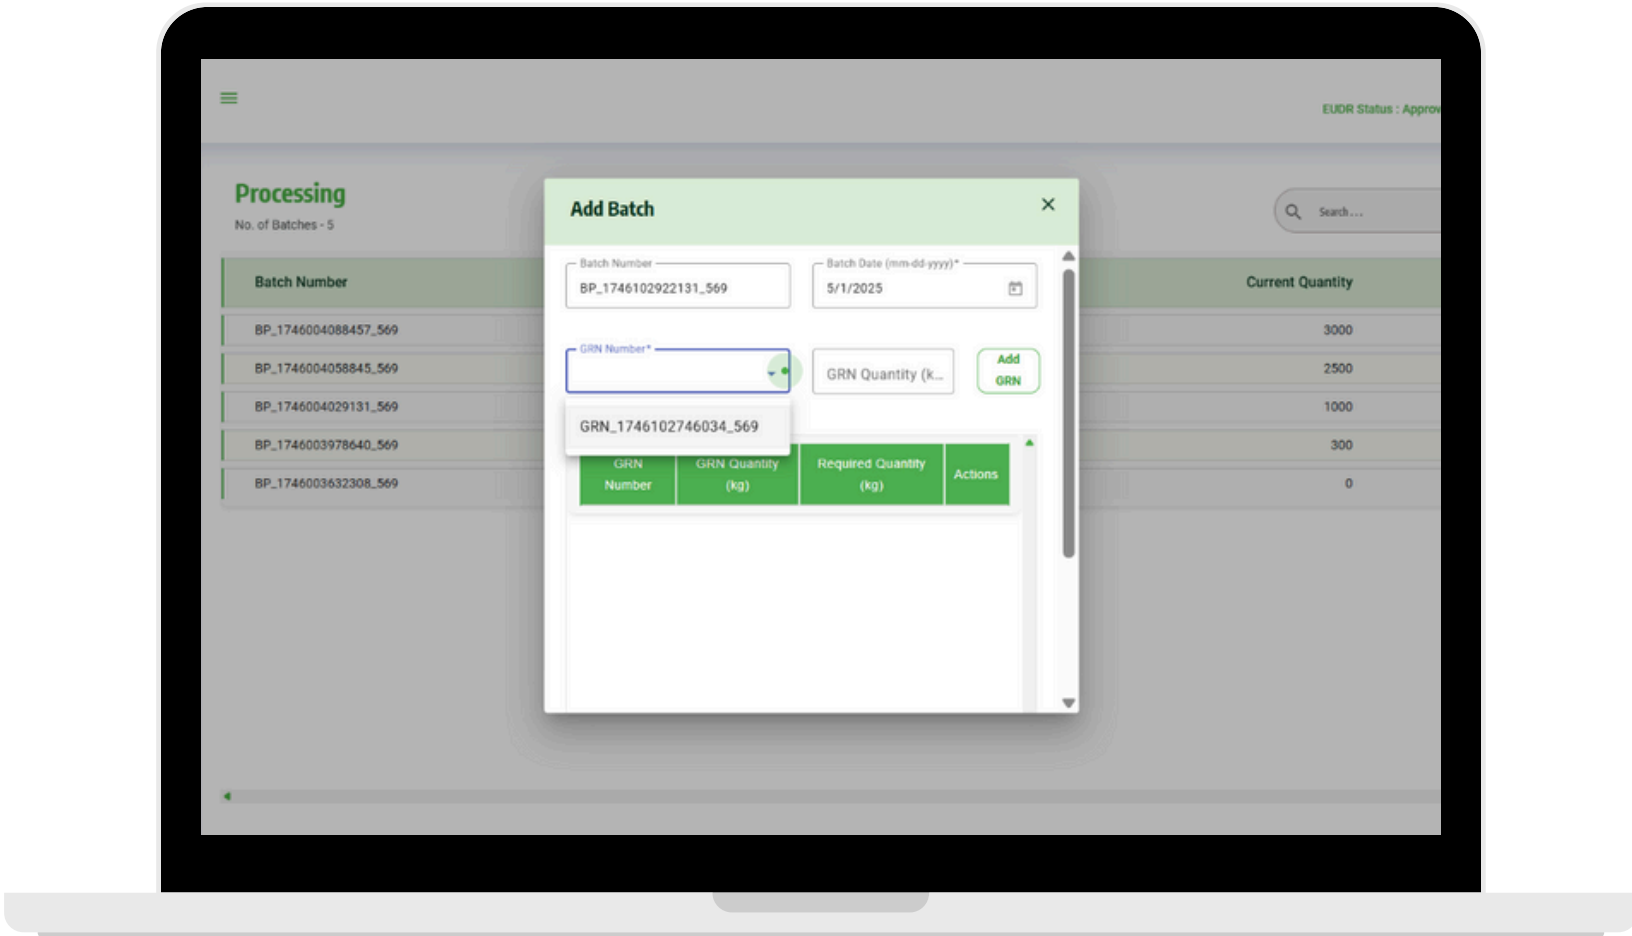 EUDR Status : Approv
Processing
No. of Batches - 5
Search...
Batch Number
Current Quantity
BP_1746004088457_569
3000
BP_1746004058845_569
2500
BP_1746004029131_569
1000
BP_1746003978640_569
300
BP_1746003632308_569
0
Add Batch
Batch Number
BP_1746102922131_569
Batch Date (mm-dd-yyyy)*
5/1/2025
GRN Number*
GRN Quantity (k...
Add
GRN
GRN_1746102746034_569
GRN
Number
GRN Quantity
(kg)
Required Quantity
(kg)
Actions